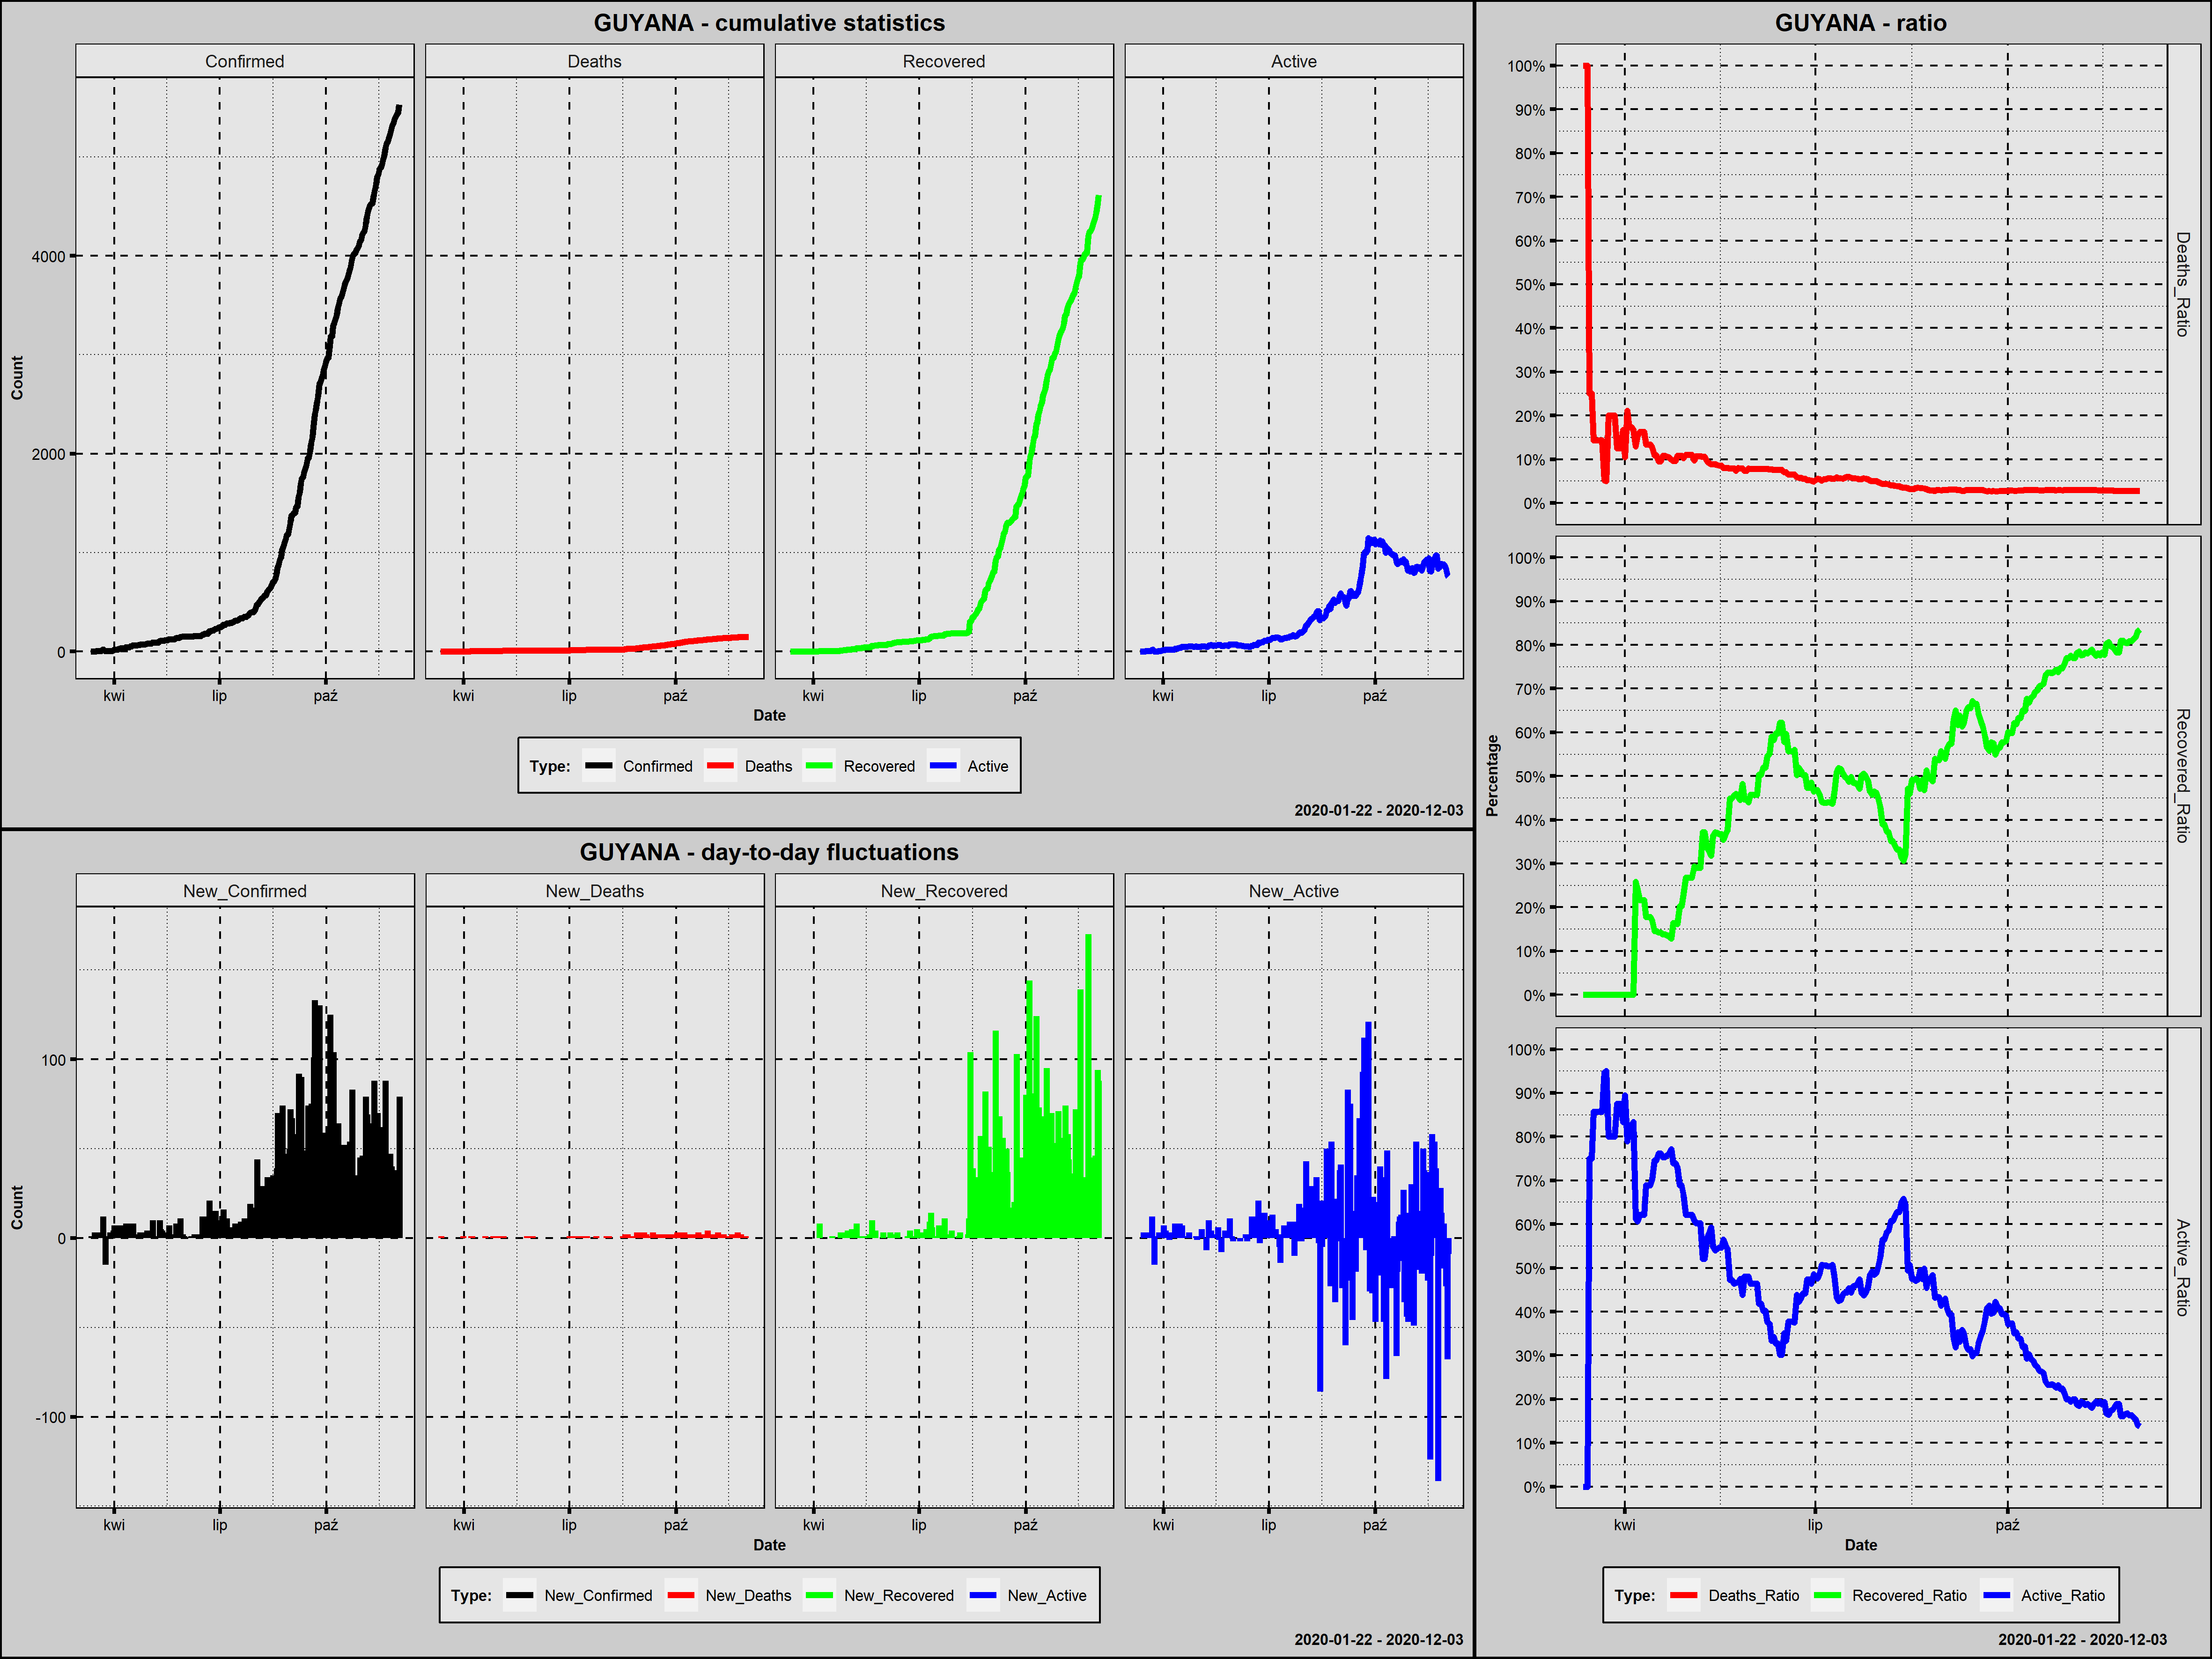 GUYANA - cumulative statistics
Confirmed
Deaths
Recovered
Active
Count
4000
2000
0
kwi
lip
paź
kwi
lip
paź
kwi
lip
paź
kwi
lip
paź
Date
Type: Confirmed Deaths Recovered Active
2020-01-22 - 2020-12-03
GUYANA - day-to-day fluctuations
New_Confirmed
New_Deaths
New_Recovered
New_Active
Count
100
0
-100
kwi
lip
paź
kwi
lip
paź
kwi
lip
paź
kwi
lip
paź
Date
Type: New_Confirmed New_Deaths New_Recovered New_Active
2020-01-22 - 2020-12-03
GUYANA - ratio
Percentage
100%
90%
80%
70%
60%
50%
40%
30%
20%
10%
0%
Deaths_Ratio
100%
90%
80%
70%
60%
50%
40%
30%
20%
10%
0%
Recovered_Ratio
100%
90%
80%
70%
60%
50%
40%
30%
20%
10%
0%
Active_Ratio
kwi
lip
paź
Date
Type: Deaths_Ratio Recovered_Ratio Active_Ratio
2020-01-22 - 2020-12-03